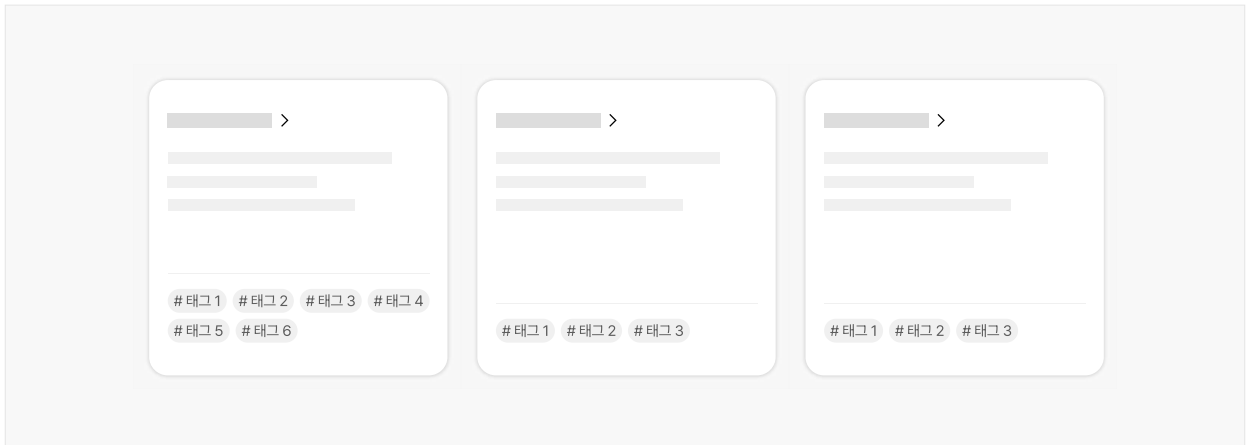 # 태그 1 # 태그 2 # 태그 3 # 태그 4
# 태그 5 # 태그 6
# 태그 1 # 태그 2 # 태그 3
# 태그 1 # 태그 2 # 태그 3